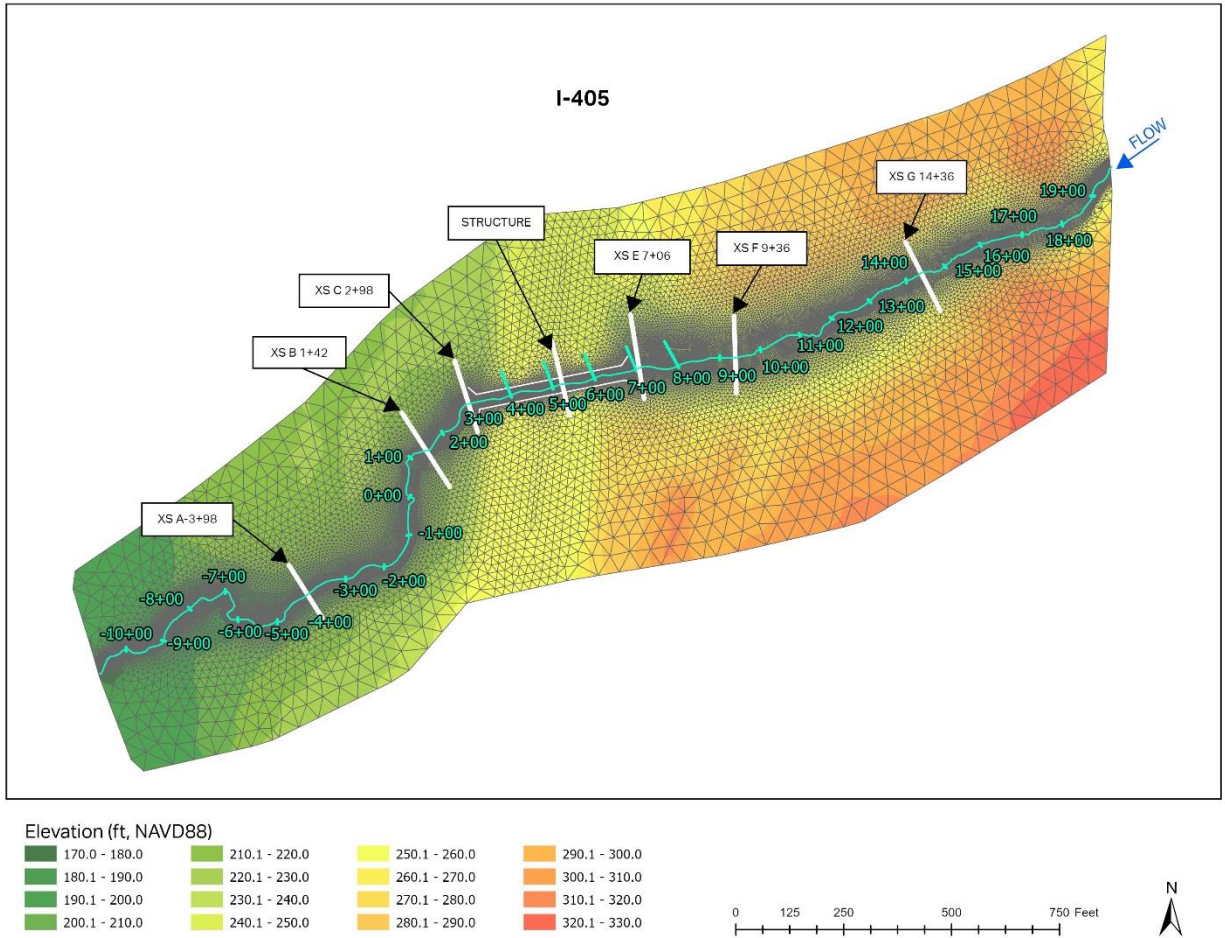 I-405
FLOW
XS G 14+36
19+00
17+00
STRUCTURE
18+00
XS F 9+36
XS E 7+06
16+00
14+00
15+00
XS C 2+98
13+00
12+00
11+00
XS B 1+42
10+00
9+00
8+00
7+00
6+00
5+00
4+00
3+00
2+00
1+00
0+00
XS A-3+98
-1+00
-7+00
-2+00
-3+00
-8+00
-4+00
-6+00
-5+00
-10+00
-9+00
Elevation (ft, NAVD88)
170.0 - 180.0
180.1 - 190.0
190.1 - 200.0
200.1 - 210.0
210.1 - 220.0
220.1 - 230.0
230.1 - 240.0
240.1 - 250.0
250.1 - 260.0
260.1 - 270.0
270.1 - 280.0
280.1 - 290.0
290.1 - 300.0
300.1 - 310.0
310.1 - 320.0
320.1 - 330.0
0 125 250 500 750 Feet
N